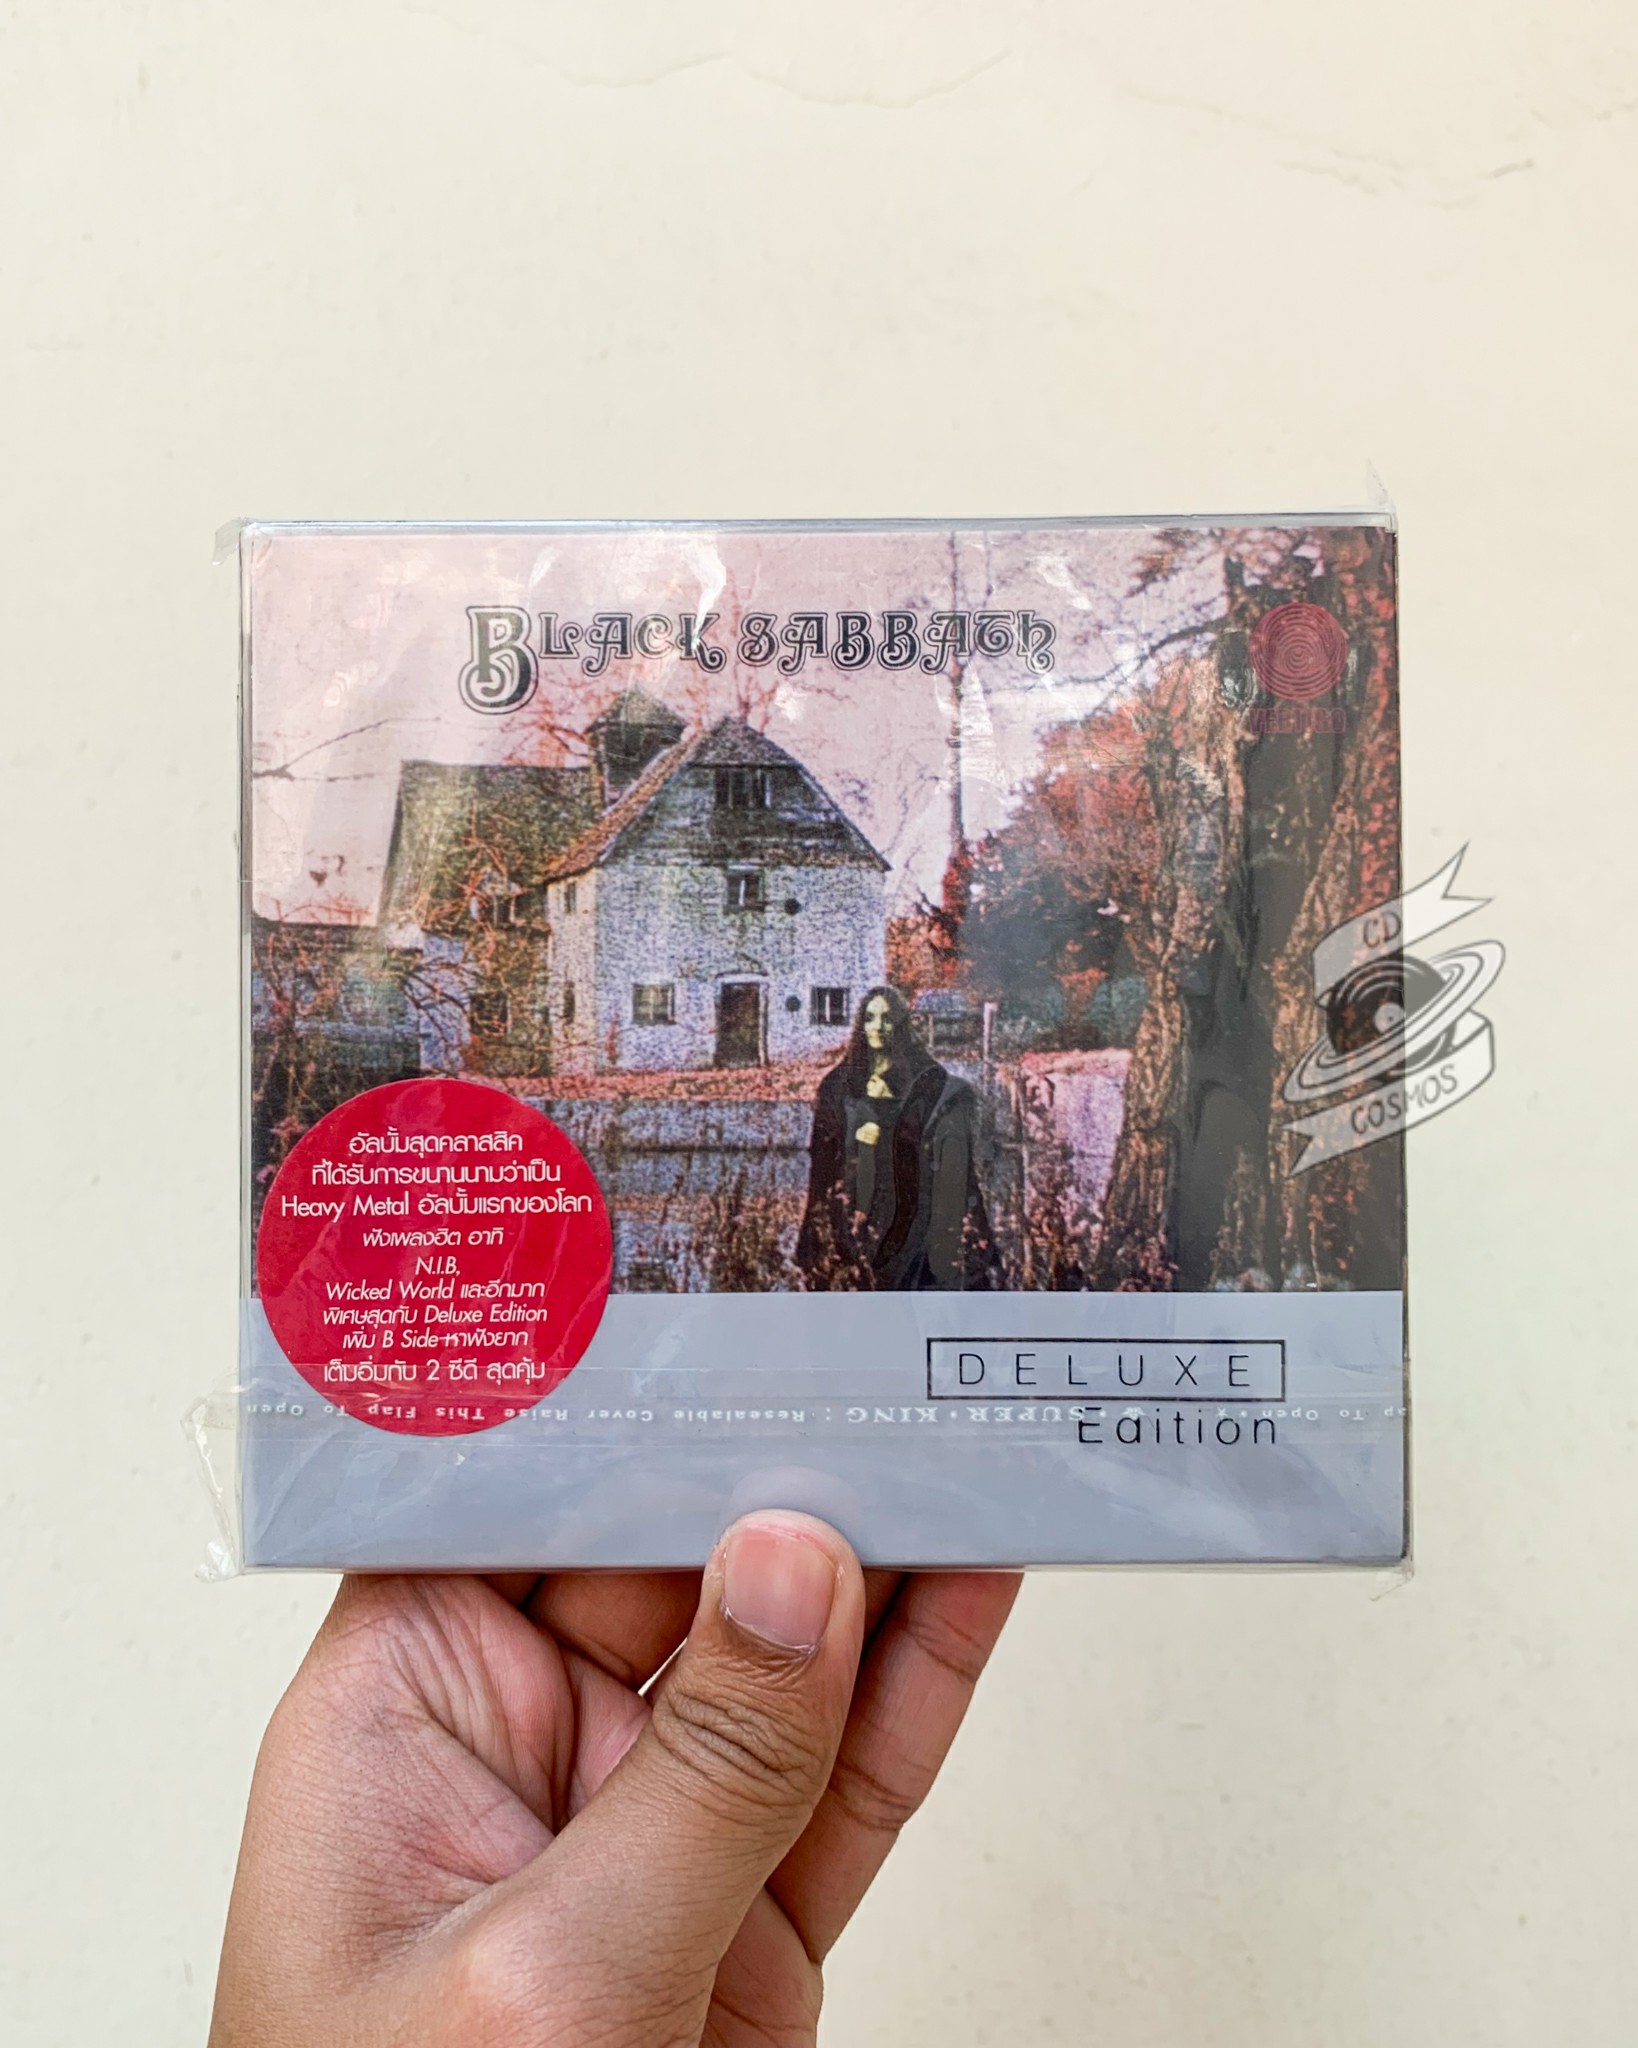 BLACK SABBATH
VERTIGO
CD
COSMOS
อัลบั้มสุดคลาสสิค
ที่ได้รับการขนานนามว่าเป็น
Heavy Metal อัลบั้มแรกของโลก
ฟังเพลงฮิต อาทิ
N.I.B,
Wicked World และอีกมาก
พิเศษสุดกับ Deluxe Edition
เพิ่ม B Side หาฟังยาก
เต็มอิ่มกับ 2 ซีดี สุดคุ้ม
DELUXE
Edition
To Open SUPER KING : Resealable Cover Raise This Flap To Open